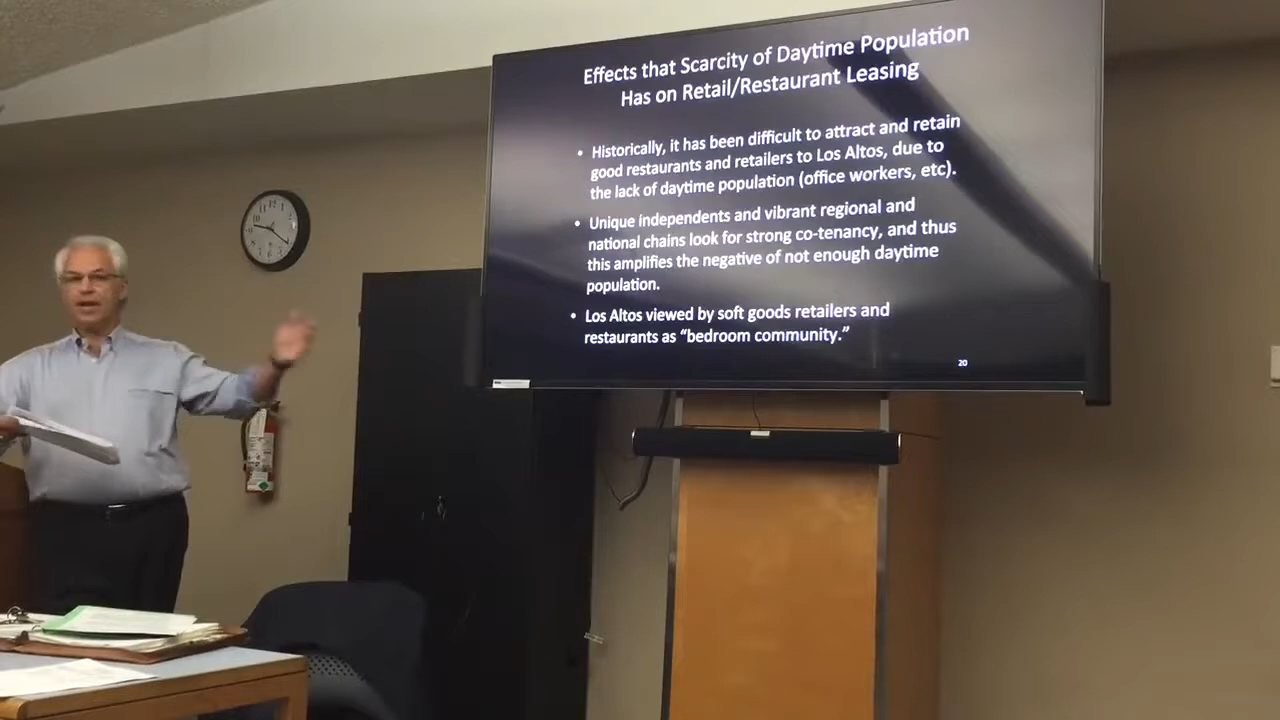 Effects that Scarcity of Daytime Population
Has on Retail/Restaurant Leasing
• Historically, it has been difficult to attract and retain
good restaurants and retailers to Los Altos, due to
the lack of daytime population (office workers, etc).
• Unique independents and vibrant regional and
national chains look for strong co-tenancy, and thus
this amplifies the negative of not enough daytime
population.
• Los Altos viewed by soft goods retailers and
restaurants as “bedroom community.”
20